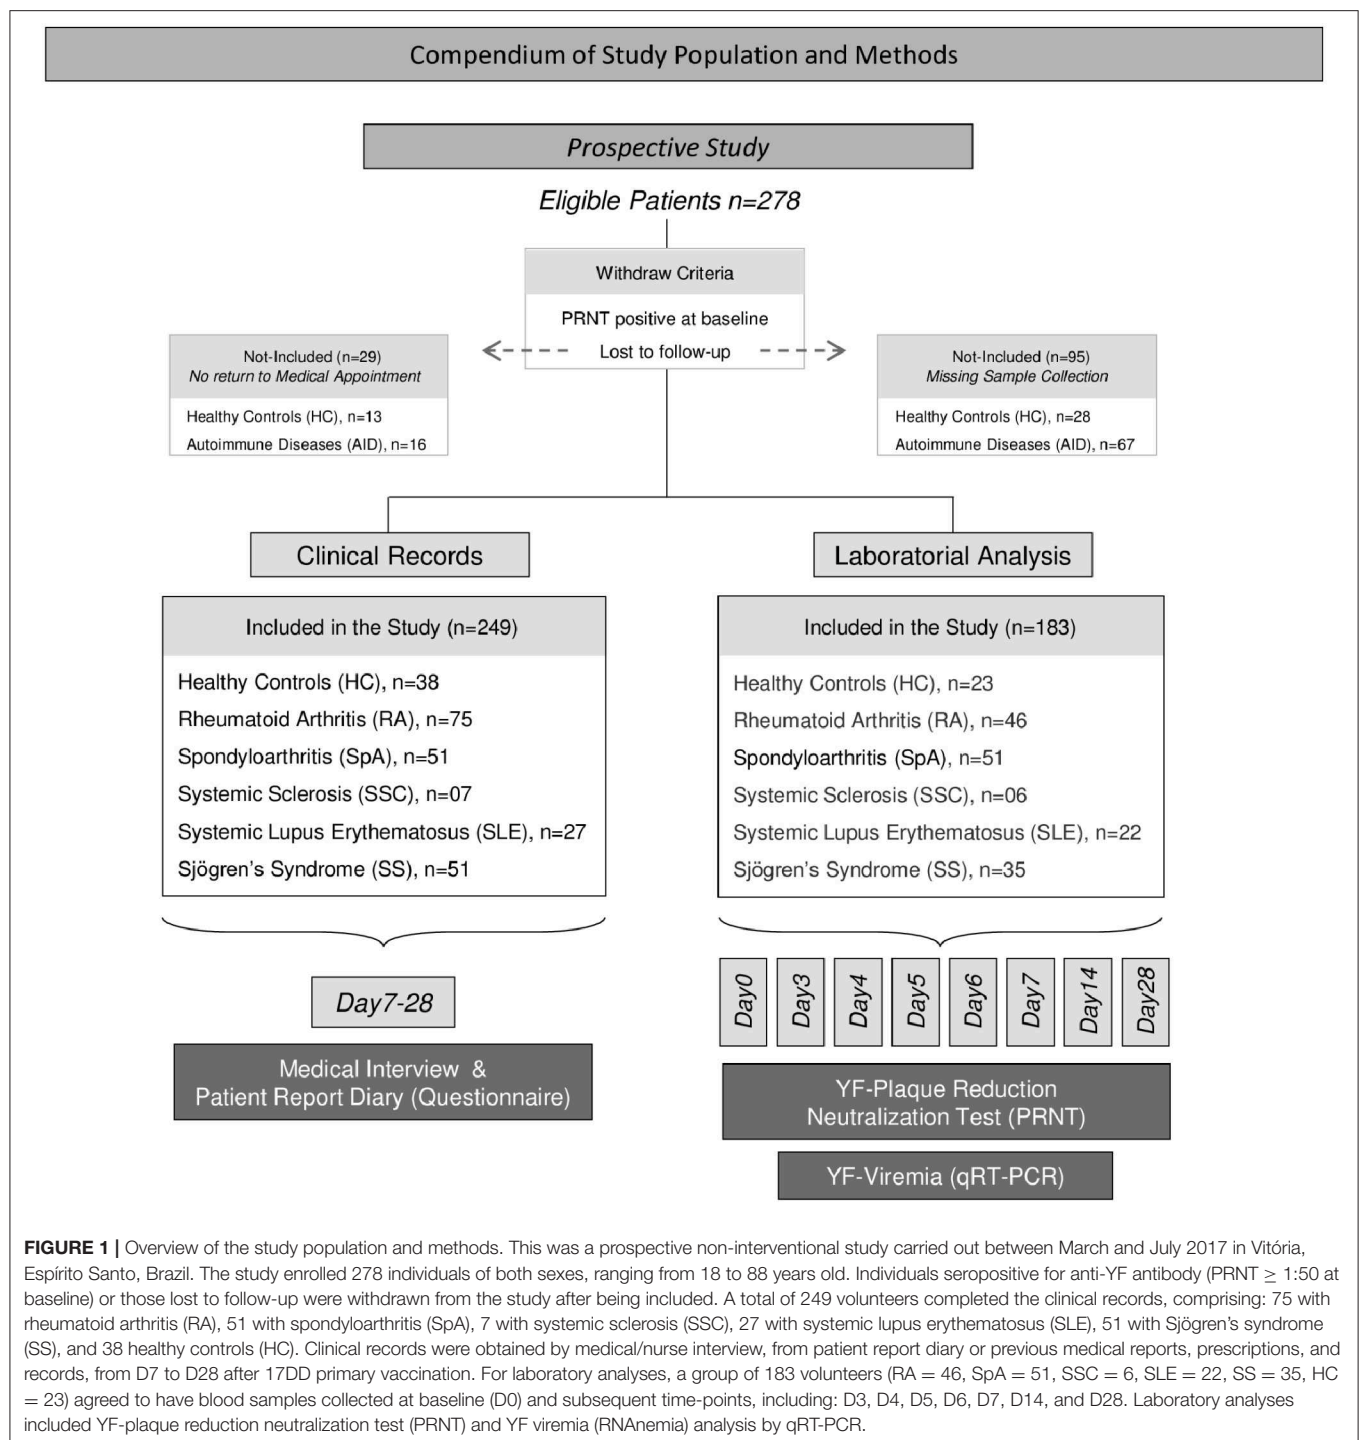 Compendium of Study Population and Methods
Prospective Study
Eligible Patients n=278
Withdraw Criteria
PRNT positive at baseline
Lost to follow-up
Not-Included (n=29)
No return to Medical Appointment
Healthy Controls (HC), n=13
Autoimmune Diseases (AID), n=16
Not-Included (n=95)
Missing Sample Collection
Healthy Controls (HC), n=28
Autoimmune Diseases (AID), n=67
Clinical Records
Included in the Study (n=249)
Healthy Controls (HC), n=38
Rheumatoid Arthritis (RA), n=75
Spondyloarthritis (SpA), n=51
Systemic Sclerosis (SSC), n=07
Systemic Lupus Erythematosus (SLE), n=27
Sjögren's Syndrome (SS), n=51
Day7-28
Medical Interview &
Patient Report Diary (Questionnaire)
Laboratorial Analysis
Included in the Study (n=183)
Healthy Controls (HC), n=23
Rheumatoid Arthritis (RA), n=46
Spondyloarthritis (SpA), n=51
Systemic Sclerosis (SSC), n=06
Systemic Lupus Erythematosus (SLE), n=22
Sjögren's Syndrome (SS), n=35
Day0
Day3
Day4
Day5
Day6
Day7
Day14
Day28
YF-Plaque Reduction
Neutralization Test (PRNT)
YF-Viremia (qRT-PCR)
FIGURE 1 | Overview of the study population and methods. This was a prospective non-interventional study carried out between March and July 2017 in Vitória,
Espírito Santo, Brazil. The study enrolled 278 individuals of both sexes, ranging from 18 to 88 years old. Individuals seropositive for anti-YF antibody (PRNT ≥ 1:50 at
baseline) or those lost to follow-up were withdrawn from the study after being included. A total of 249 volunteers completed the clinical records, comprising: 75 with
rheumatoid arthritis (RA), 51 with spondyloarthritis (SpA), 7 with systemic sclerosis (SSC), 27 with systemic lupus erythematosus (SLE), 51 with Sjögren's syndrome
(SS), and 38 healthy controls (HC). Clinical records were obtained by medical/nurse interview, from patient report diary or previous medical reports, prescriptions, and
records, from D7 to D28 after 17DD primary vaccination. For laboratory analyses, a group of 183 volunteers (RA = 46, SpA = 51, SSC = 6, SLE = 22, SS = 35, HC
= 23) agreed to have blood samples collected at baseline (D0) and subsequent time-points, including: D3, D4, D5, D6, D7, D14, and D28. Laboratory analyses
included YF-plaque reduction neutralization test (PRNT) and YF viremia (RNAnemia) analysis by qRT-PCR.